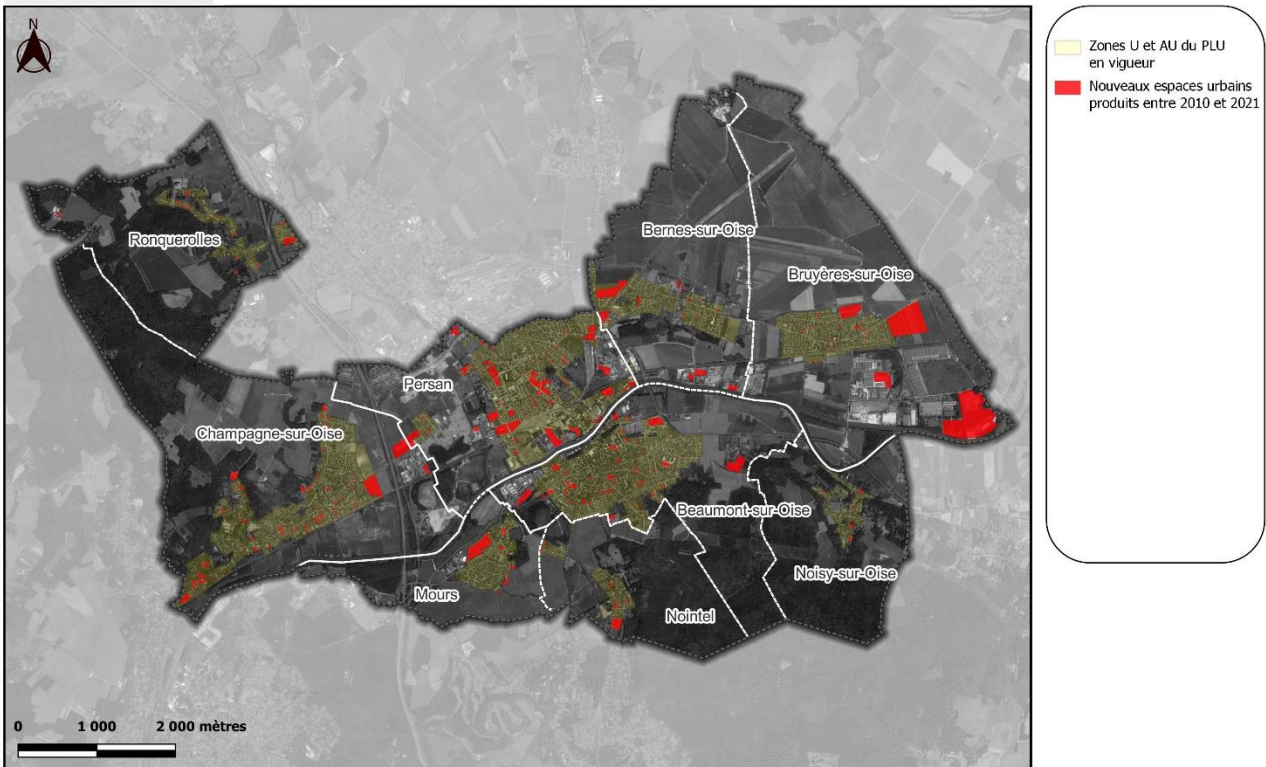 N
Zones U et AU du PLU
en vigueur
Nouveaux espaces urbains
produits entre 2010 et 2021
Ronquerolles
Bernes-sur-Oise
Bruyères-sur-Oise
Persan
Champagne-sur-Oise
Beaumont-sur-Oise
Noisy-sur-Oise
Mours
Nointel
0 1 000 2 000 mètres